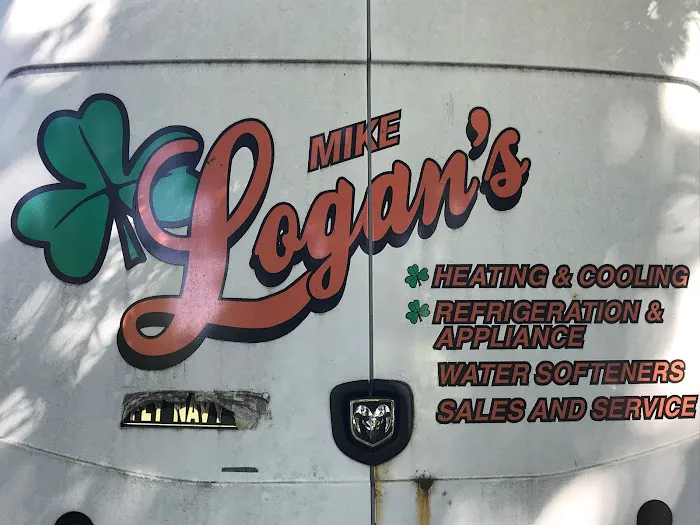 MIKE
Logan's
HEATING & COOLING
REFRIGERATION &
APPLIANCE
WATER SOFTENERS
SALES AND SERVICE